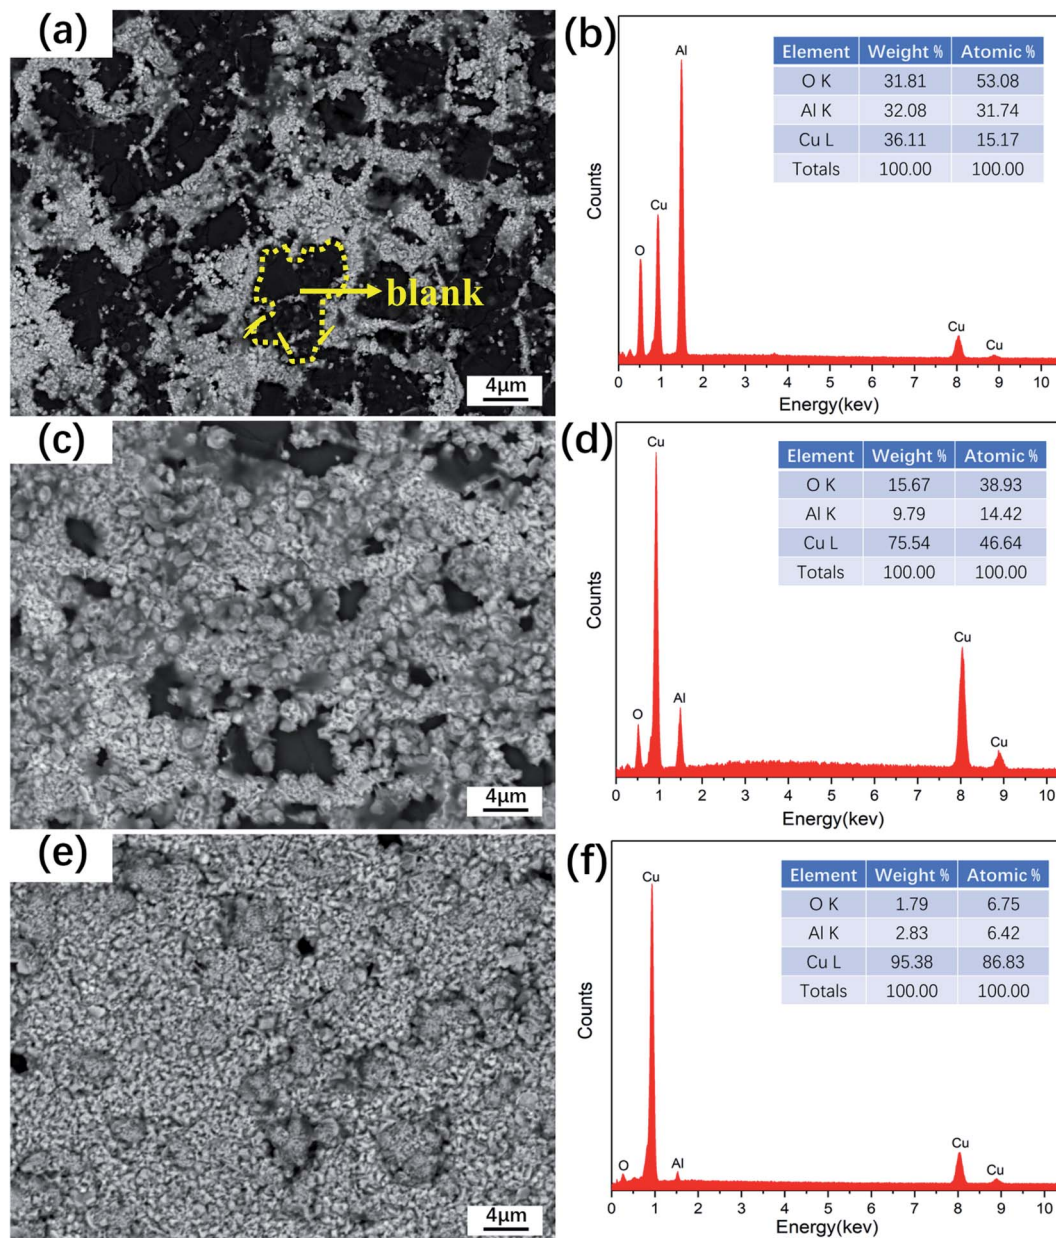 (a)
blank
4μm
(b)
Element Weight % Atomic %
O K 31.81 53.08
Al K 32.08 31.74
Cu L 36.11 15.17
Totals 100.00 100.00
Al
Cu
O
Cu
Cu
Counts
0 1 2 3 4 5 6 7 8 9 10
Energy(kev)
(c)
4μm
(d)
Element Weight % Atomic %
O K 15.67 38.93
Al K 9.79 14.42
Cu L 75.54 46.64
Totals 100.00 100.00
Cu
Cu
Al
O
Cu
Counts
0 1 2 3 4 5 6 7 8 9 10
Energy(kev)
(e)
4μm
(f)
Element Weight % Atomic %
O K 1.79 6.75
Al K 2.83 6.42
Cu L 95.38 86.83
Totals 100.00 100.00
Cu
O
Al
Cu
Cu
Counts
0 1 2 3 4 5 6 7 8 9 10
Energy(kev)